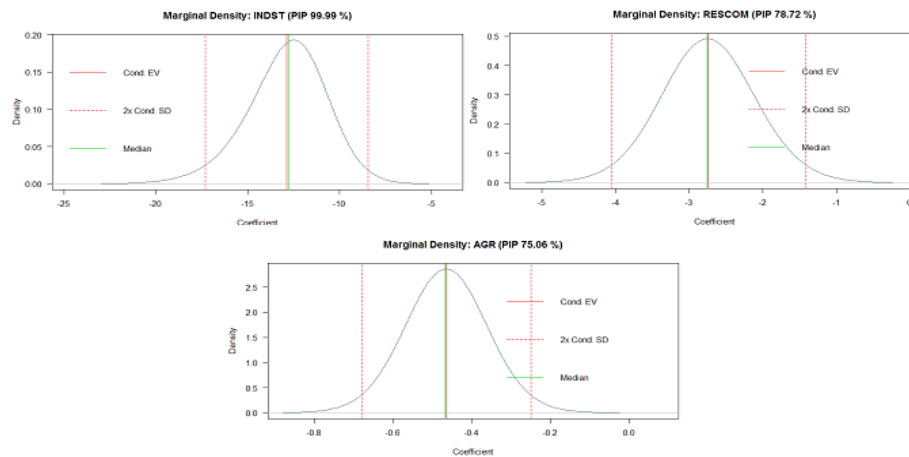 Marginal Density: INDST (PIP 99.99 %)
Density
0.20
0.15
0.10
0.05
0.00
Cond. EV
2x Cond. SD
Median
-25 -20 -15 -10 -5
Coefficient
Marginal Density: RESCOM (PIP 78.72 %)
Density
0.5
0.4
0.3
0.2
0.1
0.0
Cond. EV
2x Cond. SD
Median
-5 -4 -3 -2 -1
Coefficient
Marginal Density: AGR (PIP 75.06 %)
Density
2.5
2.0
1.5
1.0
0.5
0.0
Cond. EV
2x Cond. SD
Median
-0.8 -0.6 -0.4 -0.2 0.0
Coefficient